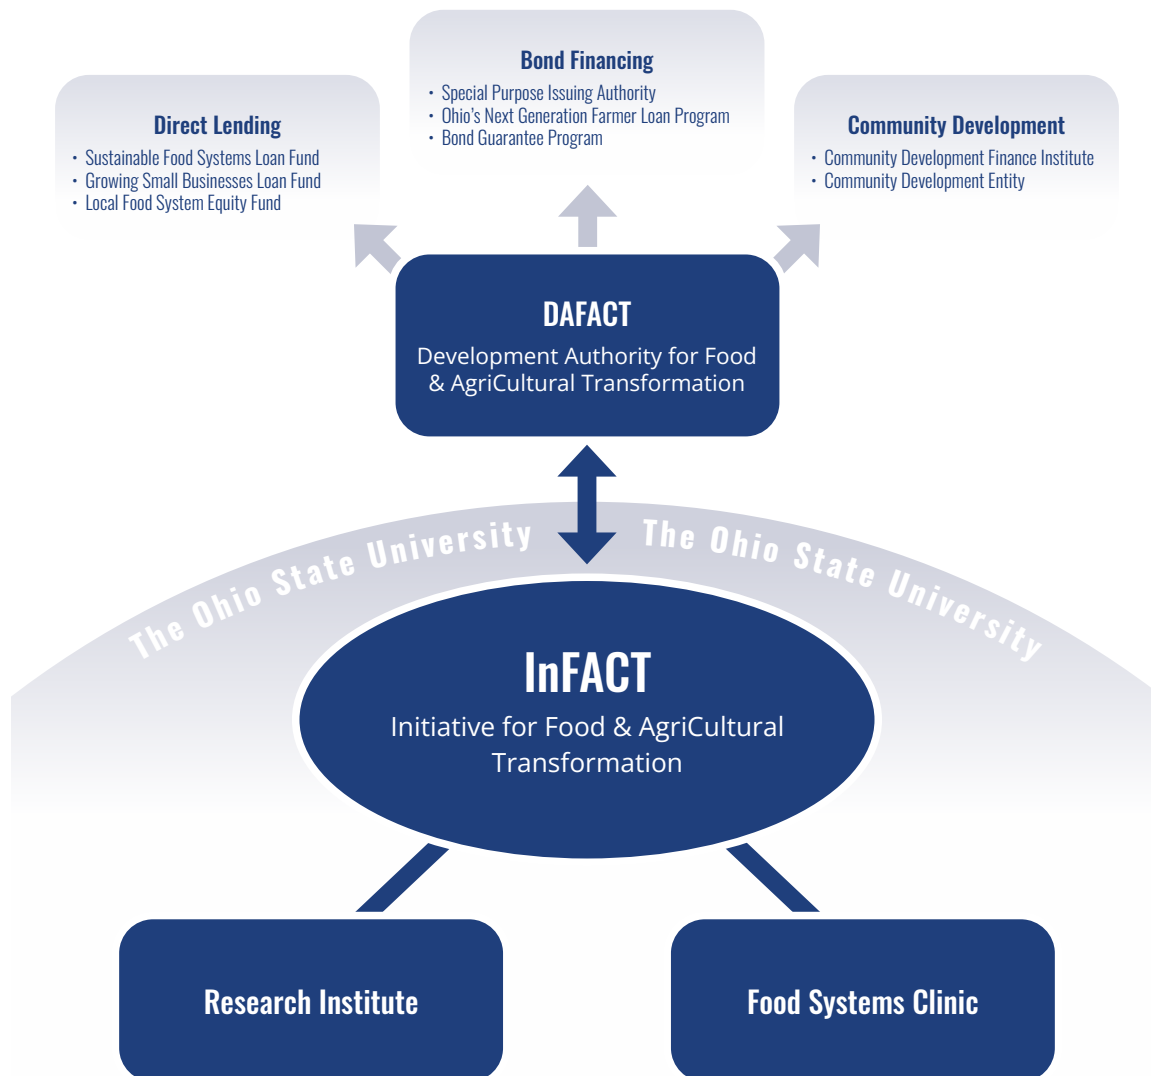 Bond Financing
• Special Purpose Issuing Authority
• Ohio's Next Generation Farmer Loan Program
• Bond Guarantee Program
Direct Lending
• Sustainable Food Systems Loan Fund
• Growing Small Businesses Loan Fund
• Local Food System Equity Fund
Community Development
• Community Development Finance Institute
• Community Development Entity
DAFACT
Development Authority for Food
& AgriCultural Transformation
The Ohio State University
The Ohio State University
InFACT
Initiative for Food & AgriCultural
Transformation
Research Institute
Food Systems Clinic